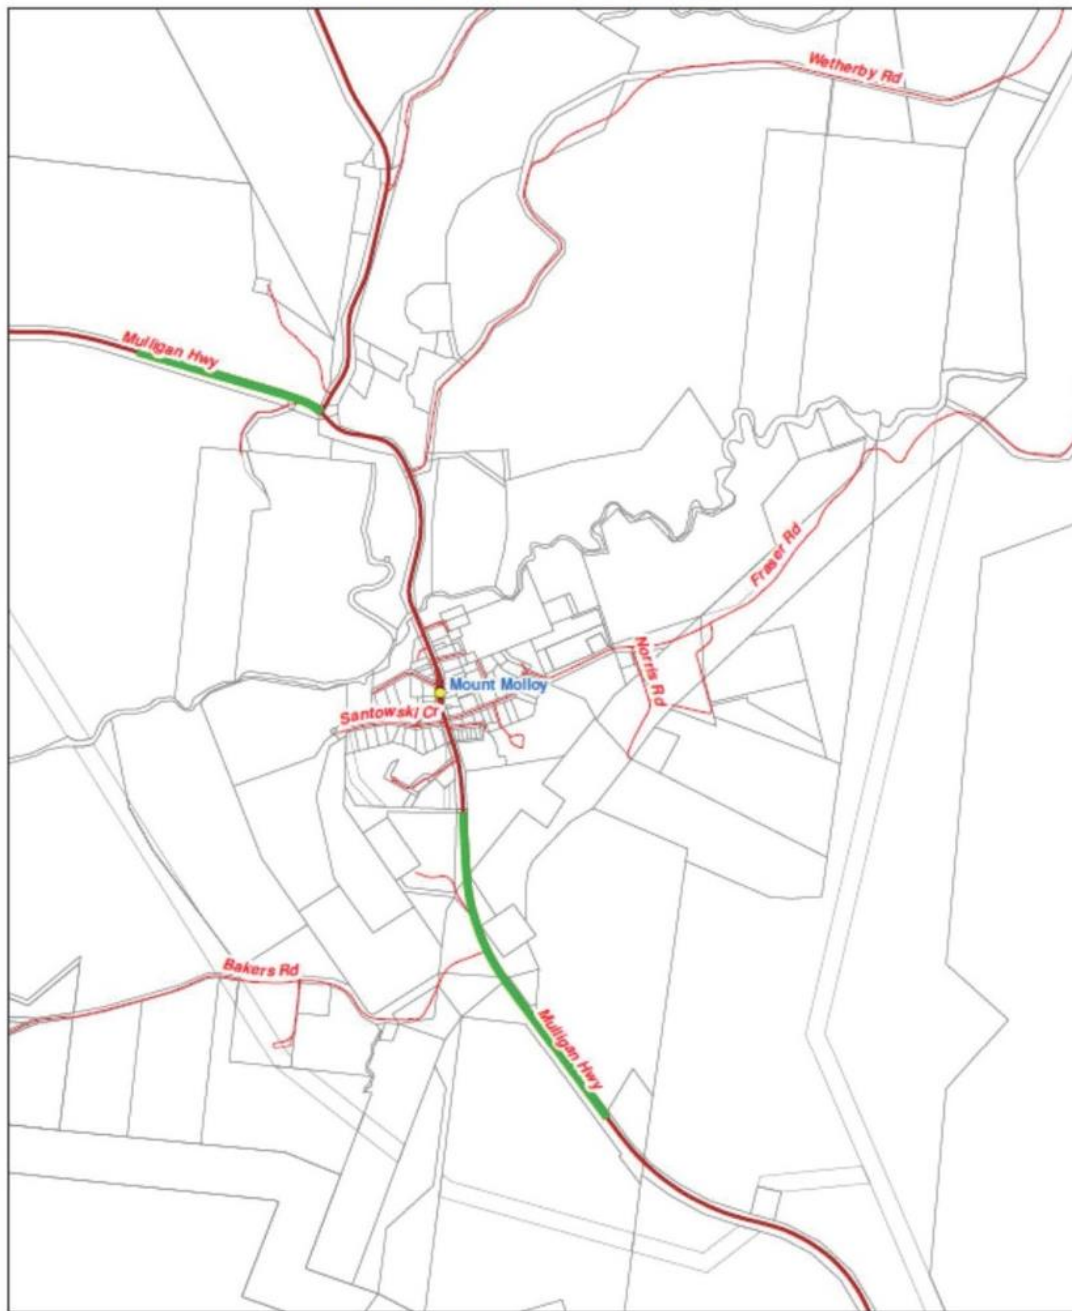 Wetherby Rd
Mulligan Hwy
Fraser Rd
Norris Rd
Mount Molloy
Santowski Cr
Bakers Rd
Mulligan Hwy